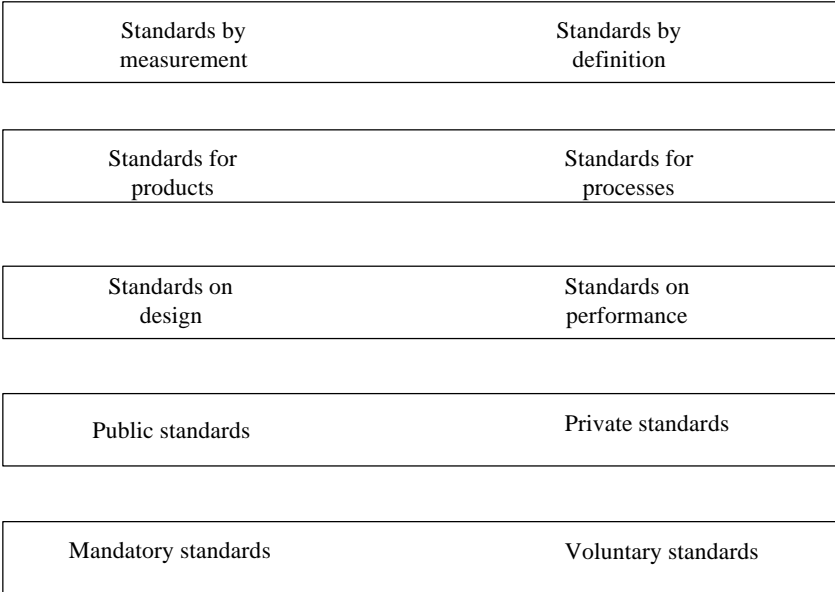 Standards by
measurement
Standards by
definition
Standards for
products
Standards for
processes
Standards on
design
Standards on
performance
Public standards
Private standards
Mandatory standards
Voluntary standards